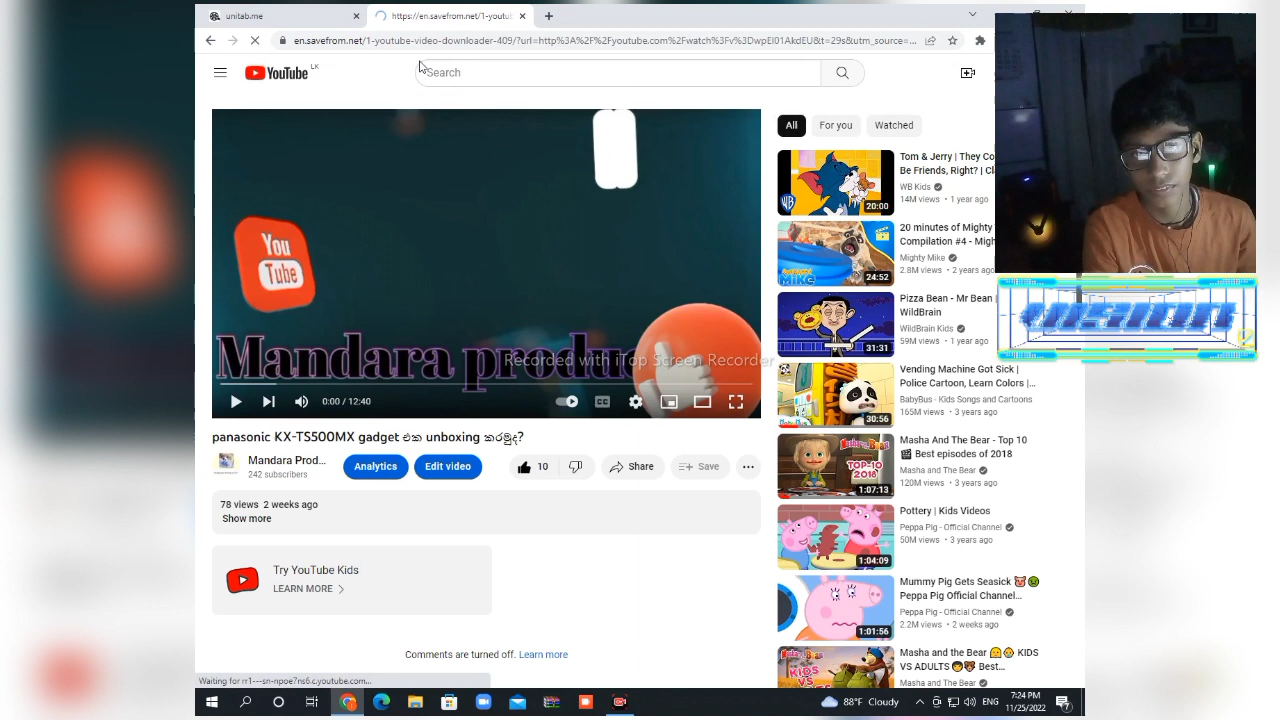 unitab.me
https://en.savefrom.net/1-youtub
en.savefrom.net/1-youtube-video-downloader-409/?url=http%3A%2F%2Fyoutube.com%2Fwatch%3Fv%3DwpEI01AkdEU&t=29s&utm_source=...
YouTube LK
Search
All
For you
Watched
You
Tube
Mandara produc
Recorded with iTop Screen Recorder
0:00 / 12:40
panasonic KX-TS500MX gadget එක unboxing කරමුද?
Mandara Prod...
242 subscribers
Analytics
Edit video
10
Share
Save
78 views 2 weeks ago
Show more
Try YouTube Kids
LEARN MORE
Comments are turned off. Learn more
Tom & Jerry | They Co
Be Friends, Right? | Cl
WB Kids
14M views • 1 year ago
20:00
20 minutes of Mighty
Compilation #4 - Migh
Mighty Mike
2.8M views • 2 years ago
24:52
MIKE
Pizza Bean - Mr Bean |
WildBrain
WildBrain Kids
59M views • 1 year ago
31:31
Vending Machine Got Sick |
Police Cartoon, Learn Colors |...
BabyBus - Kids Songs and Cartoons
165M views • 3 years ago
30:56
Masha And The Bear - Top 10
Best episodes of 2018
Masha and The Bear
120M views • 3 years ago
TOP-10
2018
1:07:13
Pottery | Kids Videos
Peppa Pig - Official Channel
50M views • 3 years ago
1:04:09
Mummy Pig Gets Seasick
Peppa Pig Official Channel...
Peppa Pig - Official Channel
2.2M views • 2 weeks ago
1:01:56
Masha and the Bear KIDS
VS ADULTS Best...
Masha and The Bear
KIDS
Waiting for rr1---sn-npoe7ns6.c.youtube.com...
88°F Cloudy
ENG
7:24 PM
11/25/2022
7